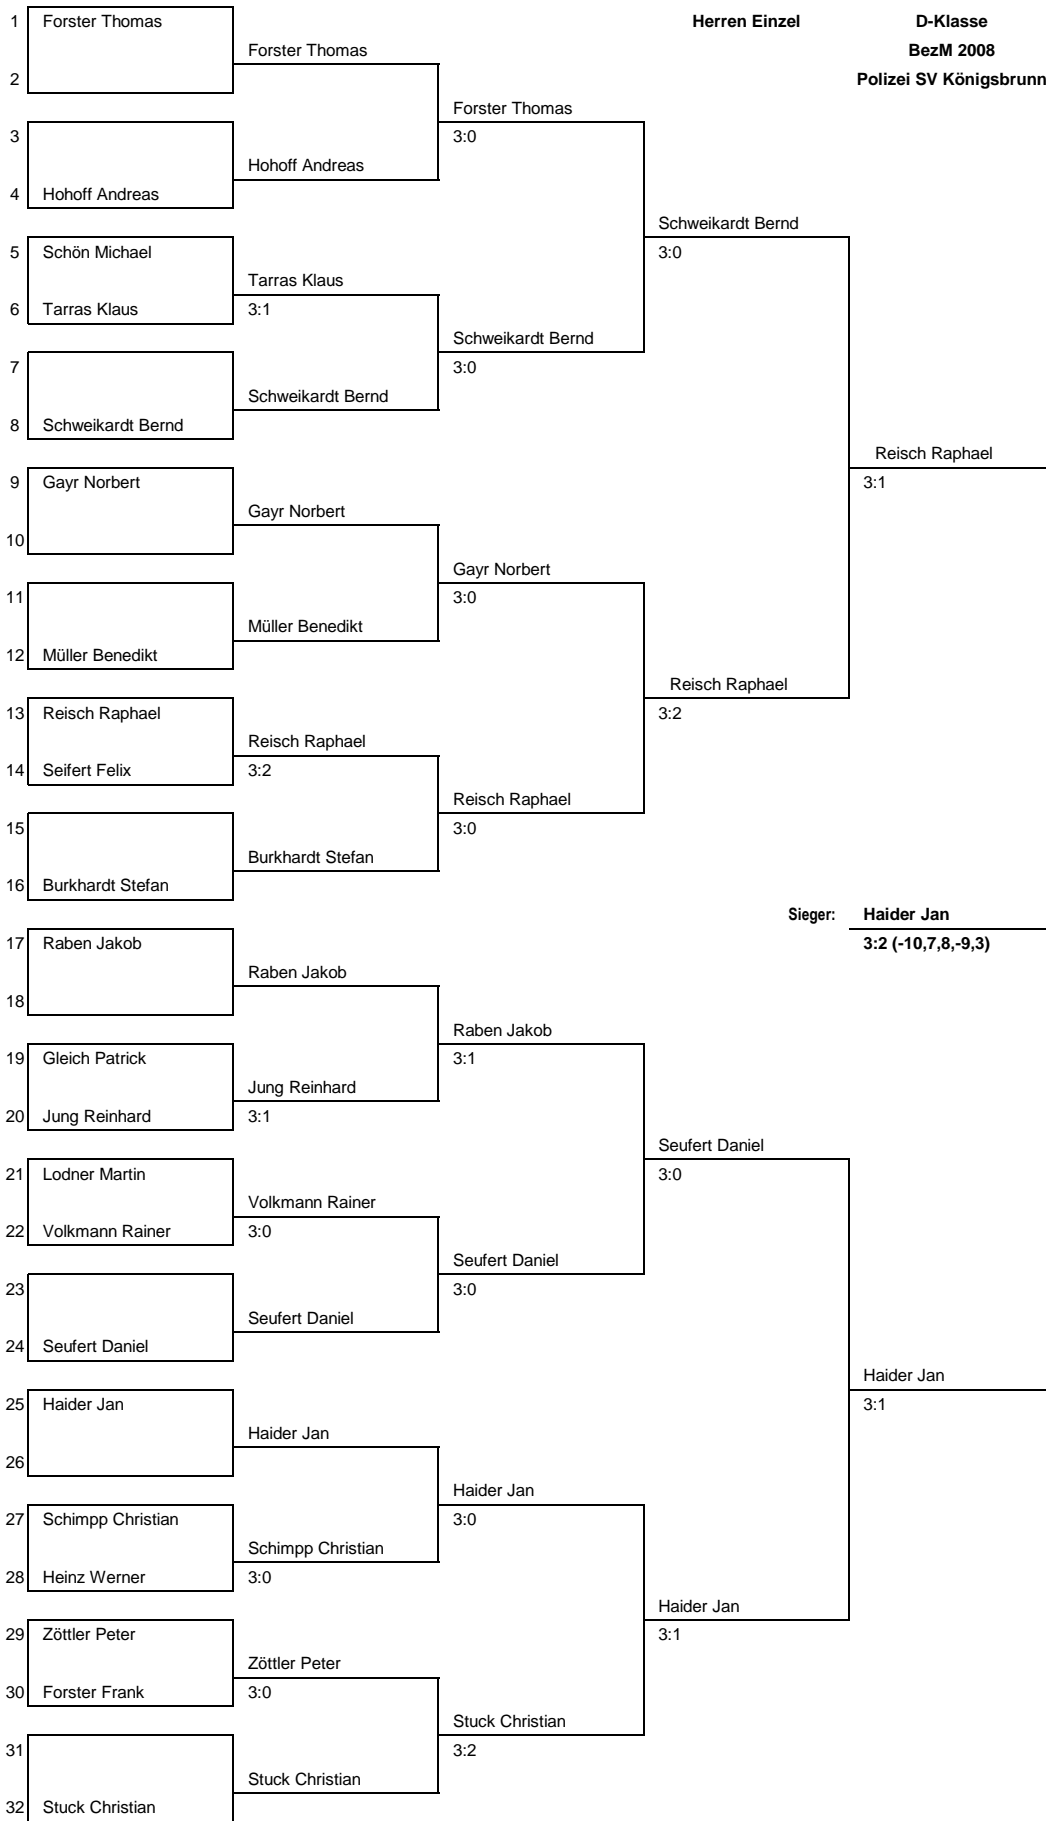 Herren Einzel D-Klasse
BezM 2008
Polizei SV Königsbrunn
1 Forster Thomas
Forster Thomas
2
Forster Thomas
3 3:0
Hohoff Andreas
4 Hohoff Andreas
Schweikardt Bernd
5 Schön Michael 3:0
Tarras Klaus
6 Tarras Klaus 3:1
Schweikardt Bernd
7 3:0
Schweikardt Bernd
8 Schweikardt Bernd
Reisch Raphael
9 Gayr Norbert 3:1
Gayr Norbert
10
Gayr Norbert
11 3:0
Müller Benedikt
12 Müller Benedikt
Reisch Raphael
13 Reisch Raphael 3:2
Reisch Raphael
14 Seifert Felix 3:2
Reisch Raphael
15 3:0
Burkhardt Stefan
16 Burkhardt Stefan
Sieger: Haider Jan
17 Raben Jakob 3:2 (-10,7,8,-9,3)
Raben Jakob
18
Raben Jakob
19 Gleich Patrick 3:1
Jung Reinhard
20 Jung Reinhard 3:1
Seufert Daniel
21 Lodner Martin 3:0
Volkmann Rainer
22 Volkmann Rainer 3:0
Seufert Daniel
23 3:0
Seufert Daniel
24 Seufert Daniel
Haider Jan
25 Haider Jan 3:1
Haider Jan
26
Haider Jan
27 Schimpp Christian 3:0
Schimpp Christian
28 Heinz Werner 3:0
Haider Jan
29 Zöttler Peter 3:1
Zöttler Peter
30 Forster Frank 3:0
Stuck Christian
31 3:2
Stuck Christian
32 Stuck Christian